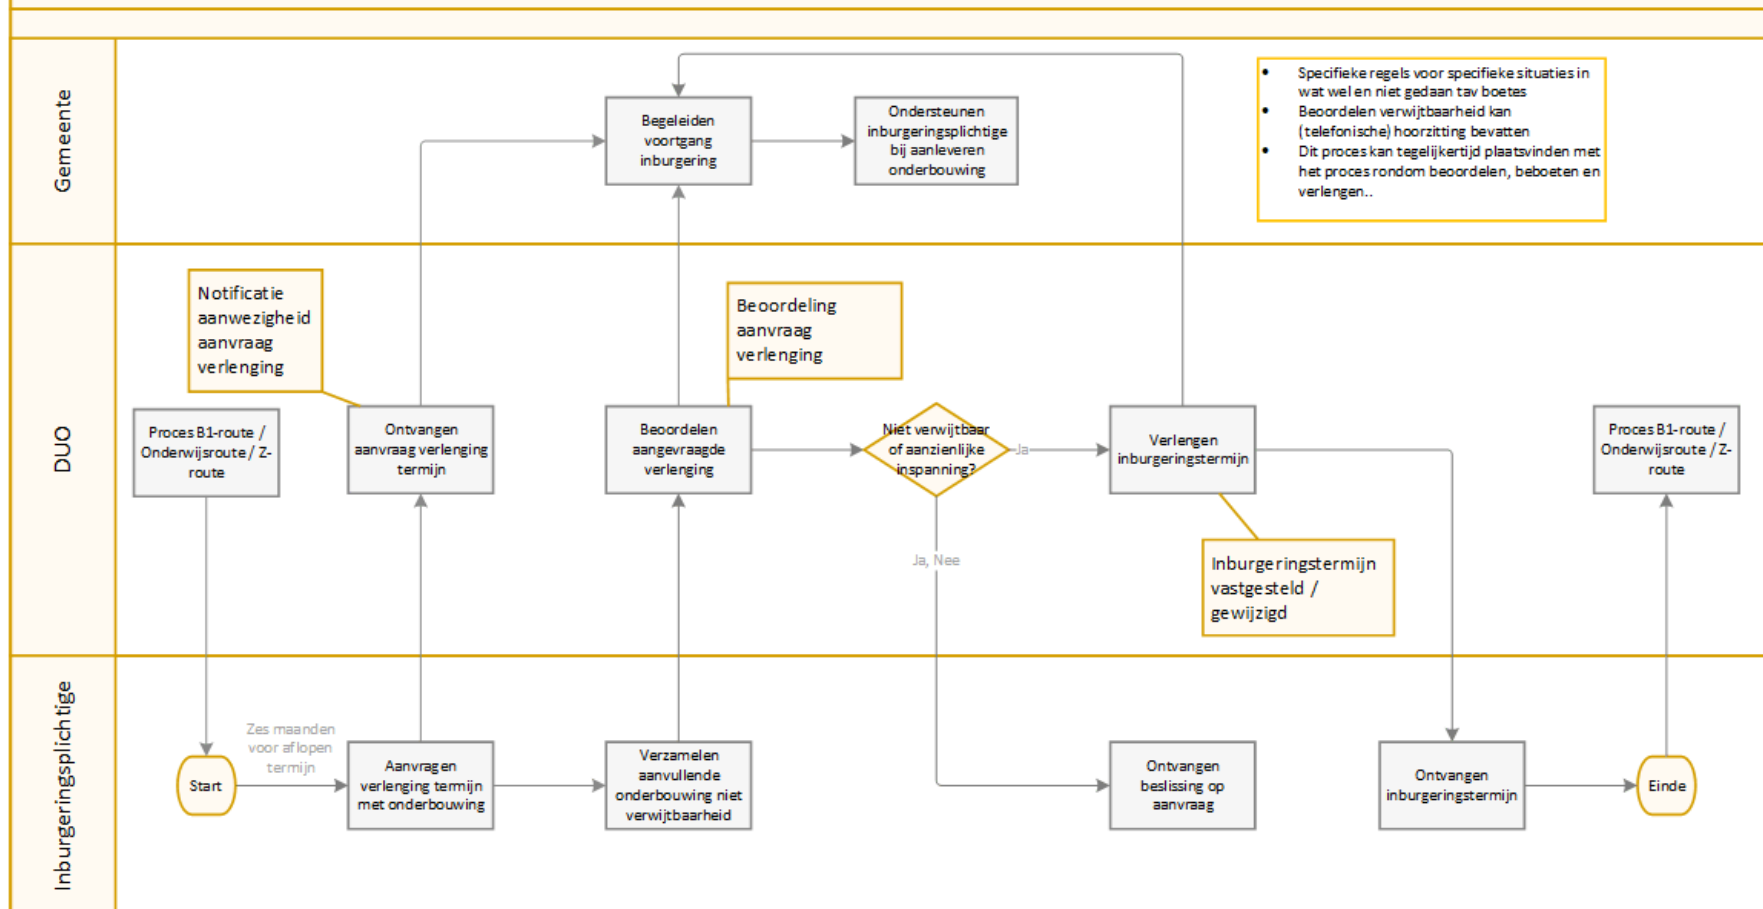 Gemeente
Begeleiden
voortgang
inburgering
Ondersteunen
inburgeringsplichtige
bij aanleveren
onderbouwing
• Specifieke regels voor specifieke situaties in
wat wel en niet gedaan tav boetes
• Beoordelen verwijtbaarheid kan
(telefonische) hoorzitting bevatten
• Dit proces kan tegelijkertijd plaatsvinden met
het proces rondom beoordelen, beboeten en
verlengen..
DUO
Notificatie
aanwezigheid
aanvraag
verlenging
Beoordeling
aanvraag
verlenging
Proces B1-route /
Onderwijsroute / Z-
route
Ontvangen
aanvraag verlenging
termijn
Beoordelen
aangevraagde
verlenging
Niet verwijtbaar
of aanzienlijke
inspanning?
Ja
Verlengen
inburgeringstermijn
Proces B1-route /
Onderwijsroute / Z-
route
Ja, Nee
Inburgeringstermijn
vastgesteld /
gewijzigd
Inburgeringsplichtige
Start
Zes maanden
voor aflopen
termijn
Aanvragen
verlenging termijn
met onderbouwing
Verzamelen
aanvullende
onderbouwing niet
verwijtbaarheid
Ontvangen
beslissing op
aanvraag
Ontvangen
inburgeringstermijn
Einde